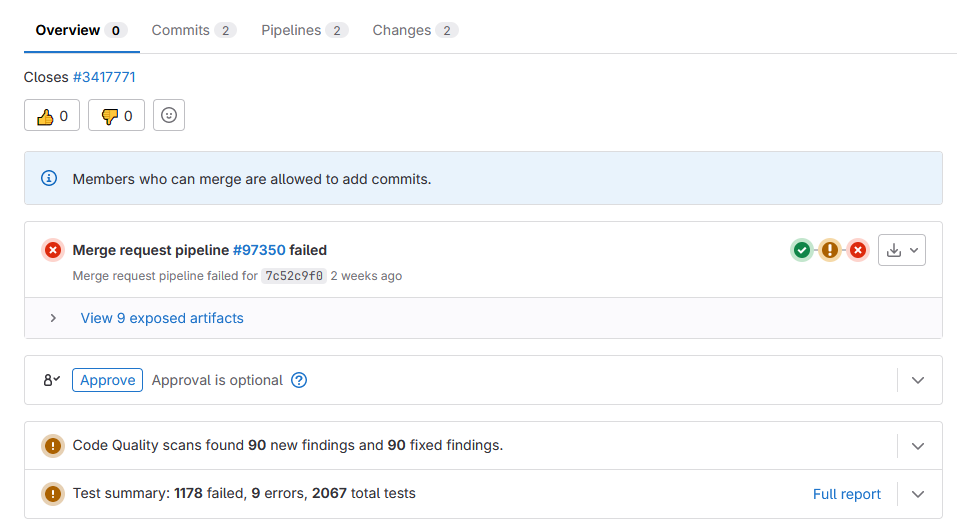 Overview 0 Commits 2 Pipelines 2 Changes 2
Closes #3417771
0 0
Members who can merge are allowed to add commits.
Merge request pipeline #97350 failed
Merge request pipeline failed for 7c52c9f0 2 weeks ago
View 9 exposed artifacts
Approve Approval is optional
Code Quality scans found 90 new findings and 90 fixed findings.
Test summary: 1178 failed, 9 errors, 2067 total tests Full report